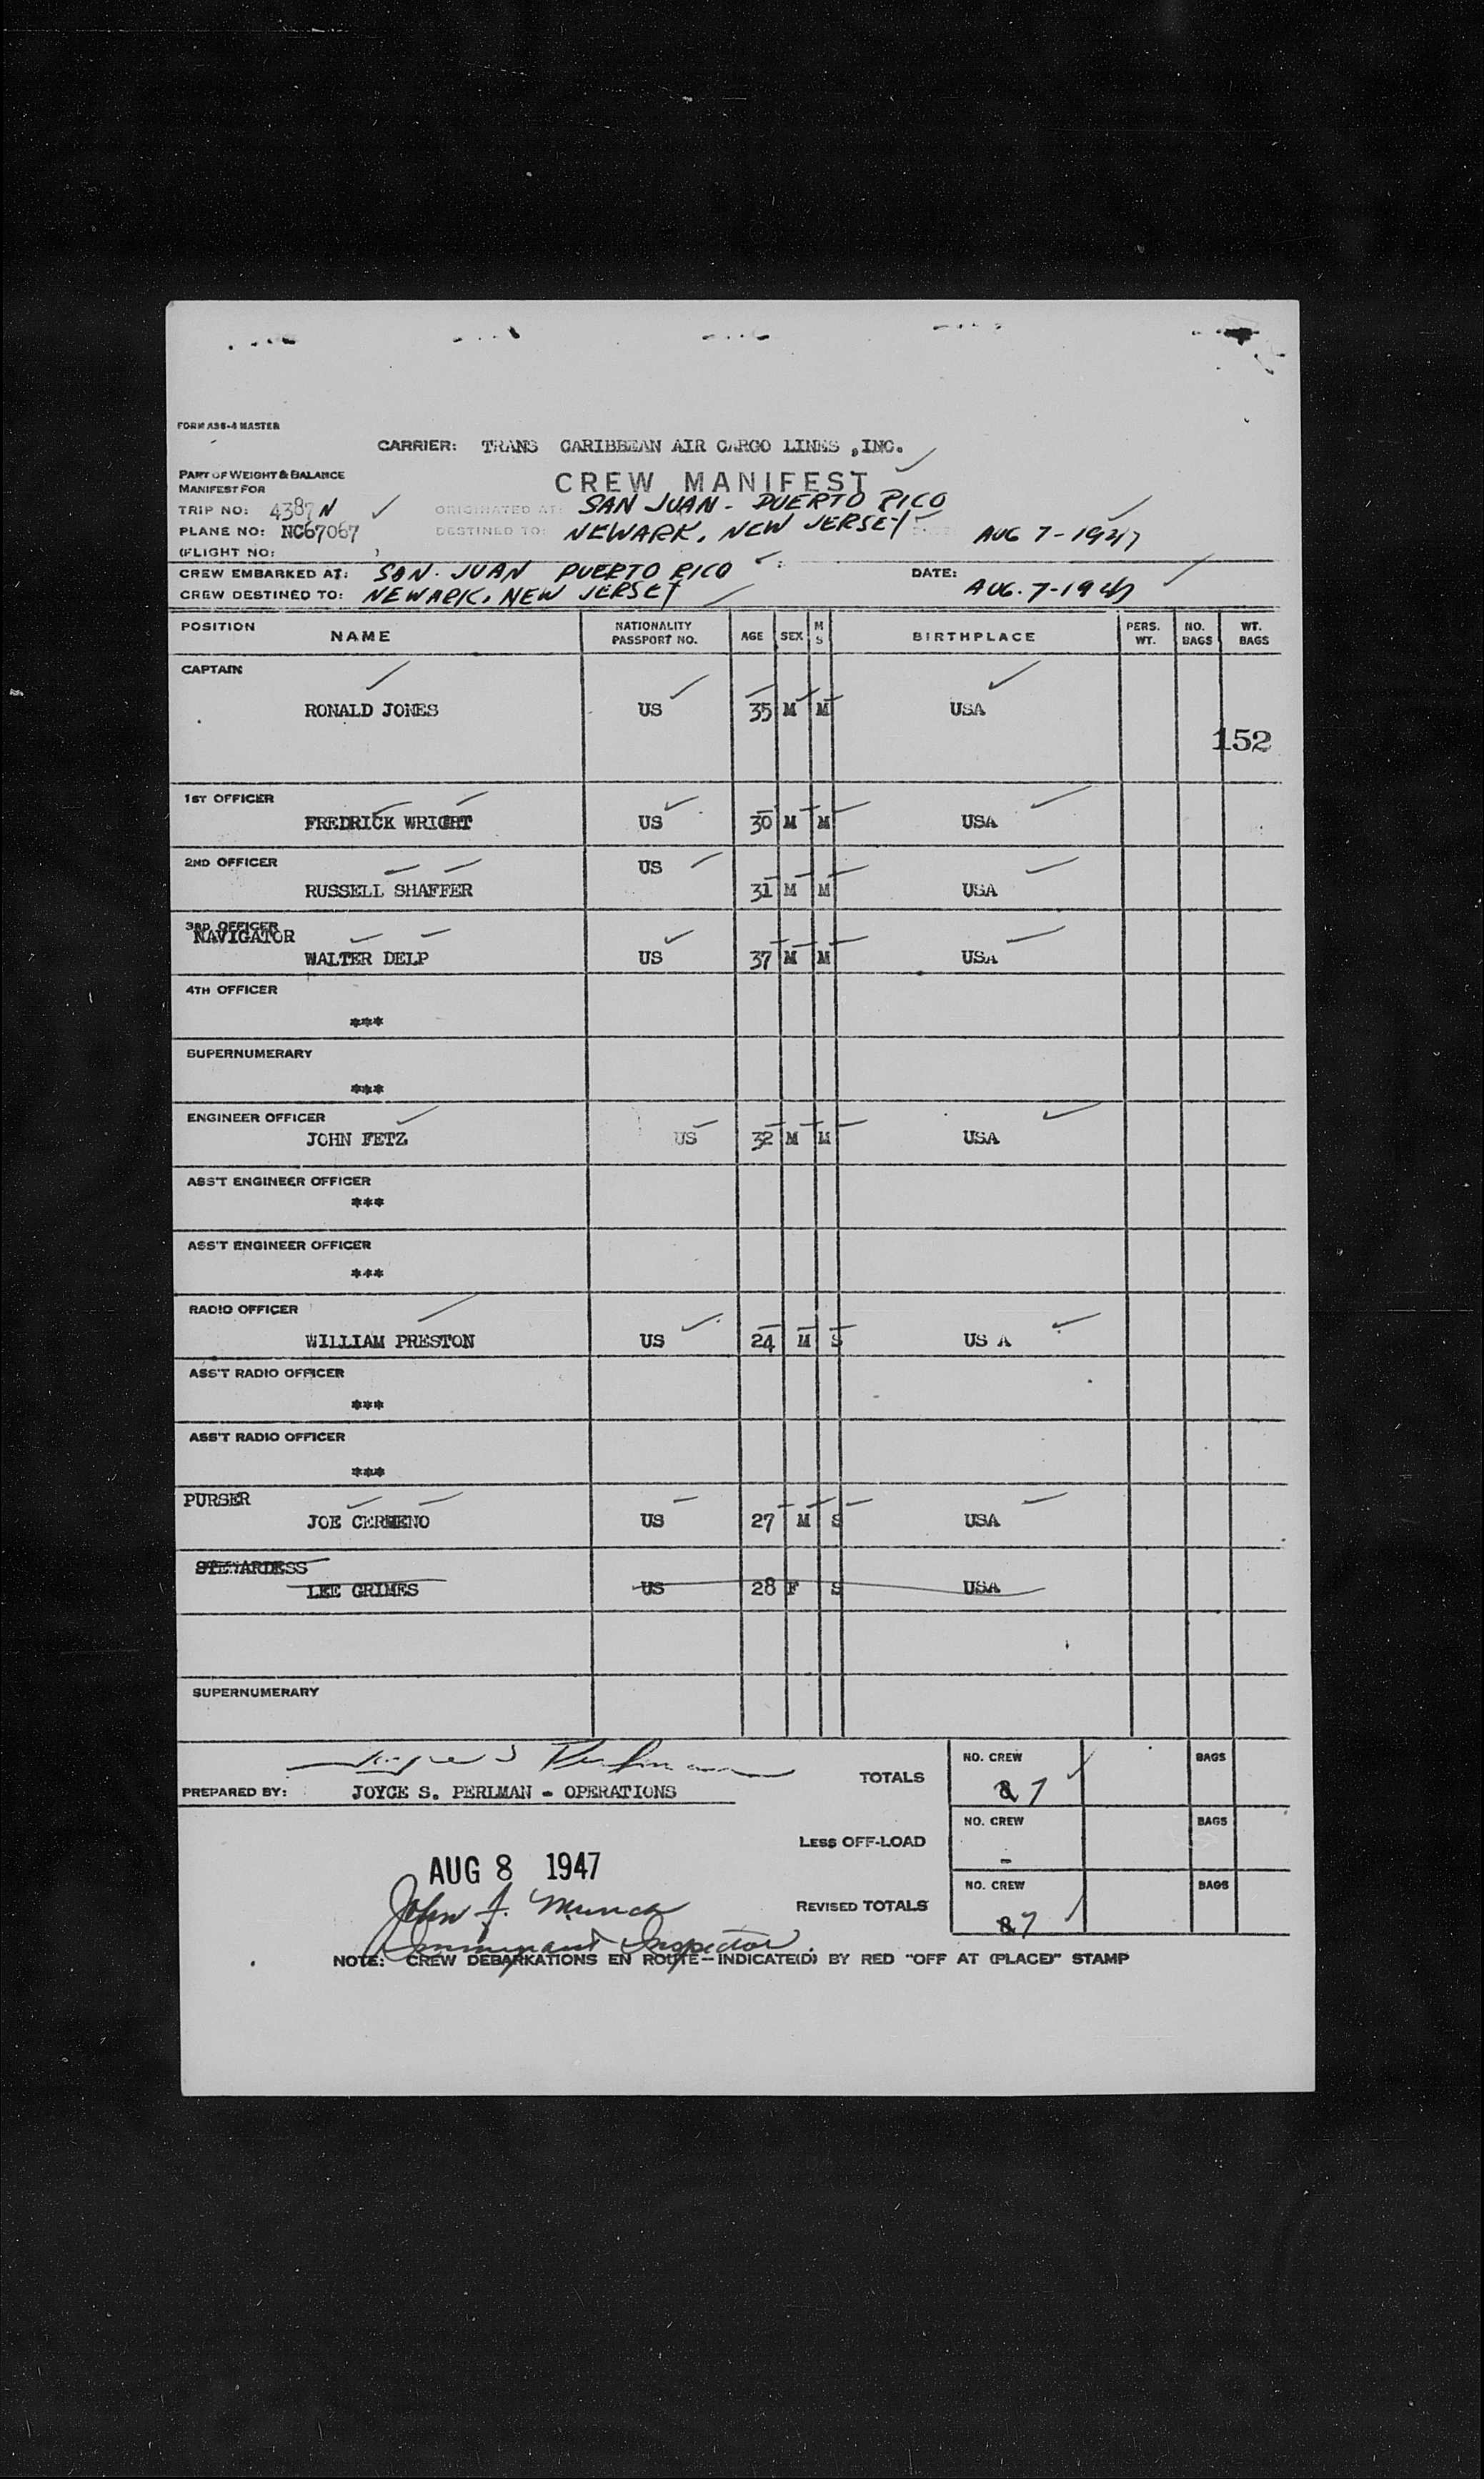 FORM A38-4 MASTER
CARRIER: TRANS CARIBBEAN AIR CARGO LINES ,INC.
PART OF WEIGHT & BALANCE
MANIFEST FOR
CREW MANIFEST
TRIP NO: 4387 N ORIGINATED AT: SAN JUAN - PUERTO RICO
PLANE NO: NC67067 DESTINED TO: NEWARK, NEW JERSEY AUG 7-1947
(FLIGHT NO: )
CREW EMBARKED AT: SAN. JUAN PUERTO RICO DATE:
CREW DESTINED TO: NEWARK, NEW JERSEY AUG. 7-1947
POSITION NAME NATIONALITY PASSPORT NO. AGE SEX M S BIRTHPLACE PERS. WT. NO. BAGS WT. BAGS
CAPTAIN
RONALD JONES US 35 M M USA
152
1ST OFFICER
FREDRICK WRIGHT US 30 M M USA
2ND OFFICER US
RUSSELL SHAFFER 31 M M USA
3RD OFFICER
NAVIGATOR
WALTER DELP US 37 M M USA
4TH OFFICER
***
SUPERNUMERARY
***
ENGINEER OFFICER
JOHN FETZ US 32 M M USA
ASS'T ENGINEER OFFICER
***
ASS'T ENGINEER OFFICER
***
RADIO OFFICER
WILLIAM PRESTON US 24 M S US A
ASS'T RADIO OFFICER
***
ASS'T RADIO OFFICER
***
PURSER
JOE CERMENO US 27 M S USA
STEWARDESS
LEE GRIMES US 28 F S USA
SUPERNUMERARY
Joyce S Perlman
PREPARED BY: JOYCE S. PERLMAN - OPERATIONS
TOTALS NO. CREW 8 7 BAGS
LESS OFF-LOAD NO. CREW - BAGS
AUG 8 1947
REVISED TOTALS NO. CREW 8 7 BAGS
John J. Munch
Immigrant Inspector.
NOTE: CREW DEBARKATIONS EN ROUTE-INDICATE(D) BY RED "OFF AT (PLACE)" STAMP